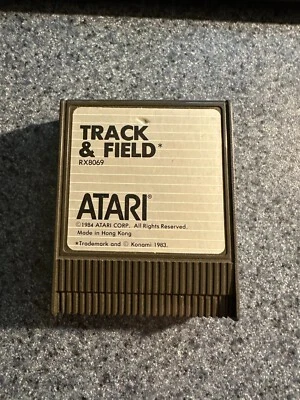 TRACK
& FIELD*
RX8069
ATARI®
©1984 ATARI CORP. All Rights Reserved.
Made in Hong Kong
*Trademark and © Konami 1983.